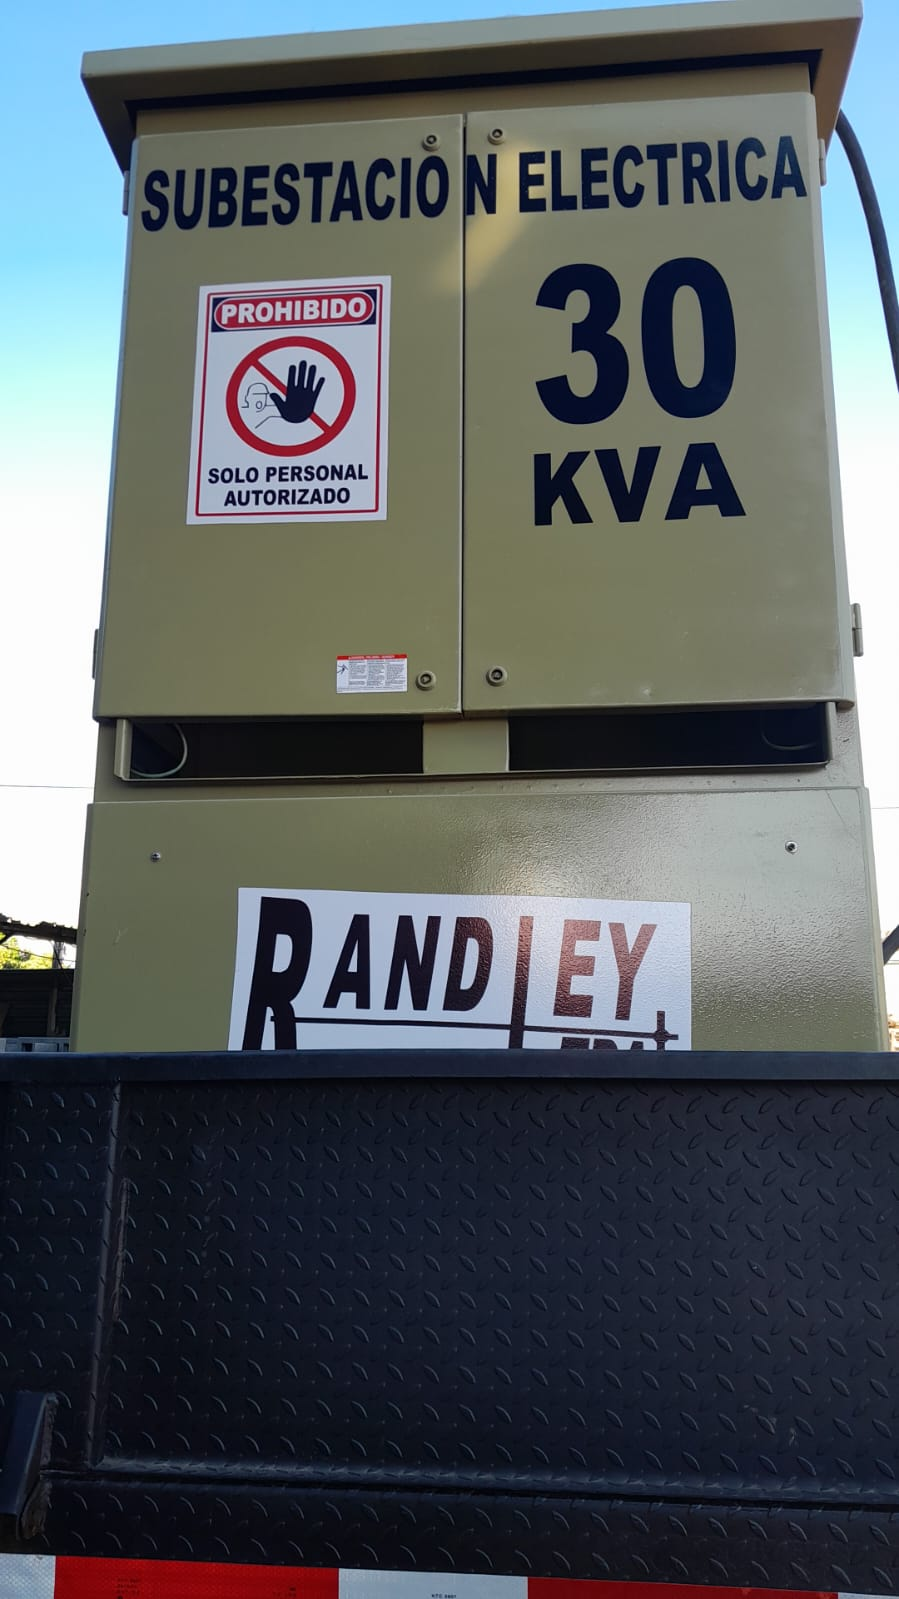 SUBESTACION ELECTRICA
PROHIBIDO
SOLO PERSONAL
AUTORIZADO
30
KVA
RANDLEY